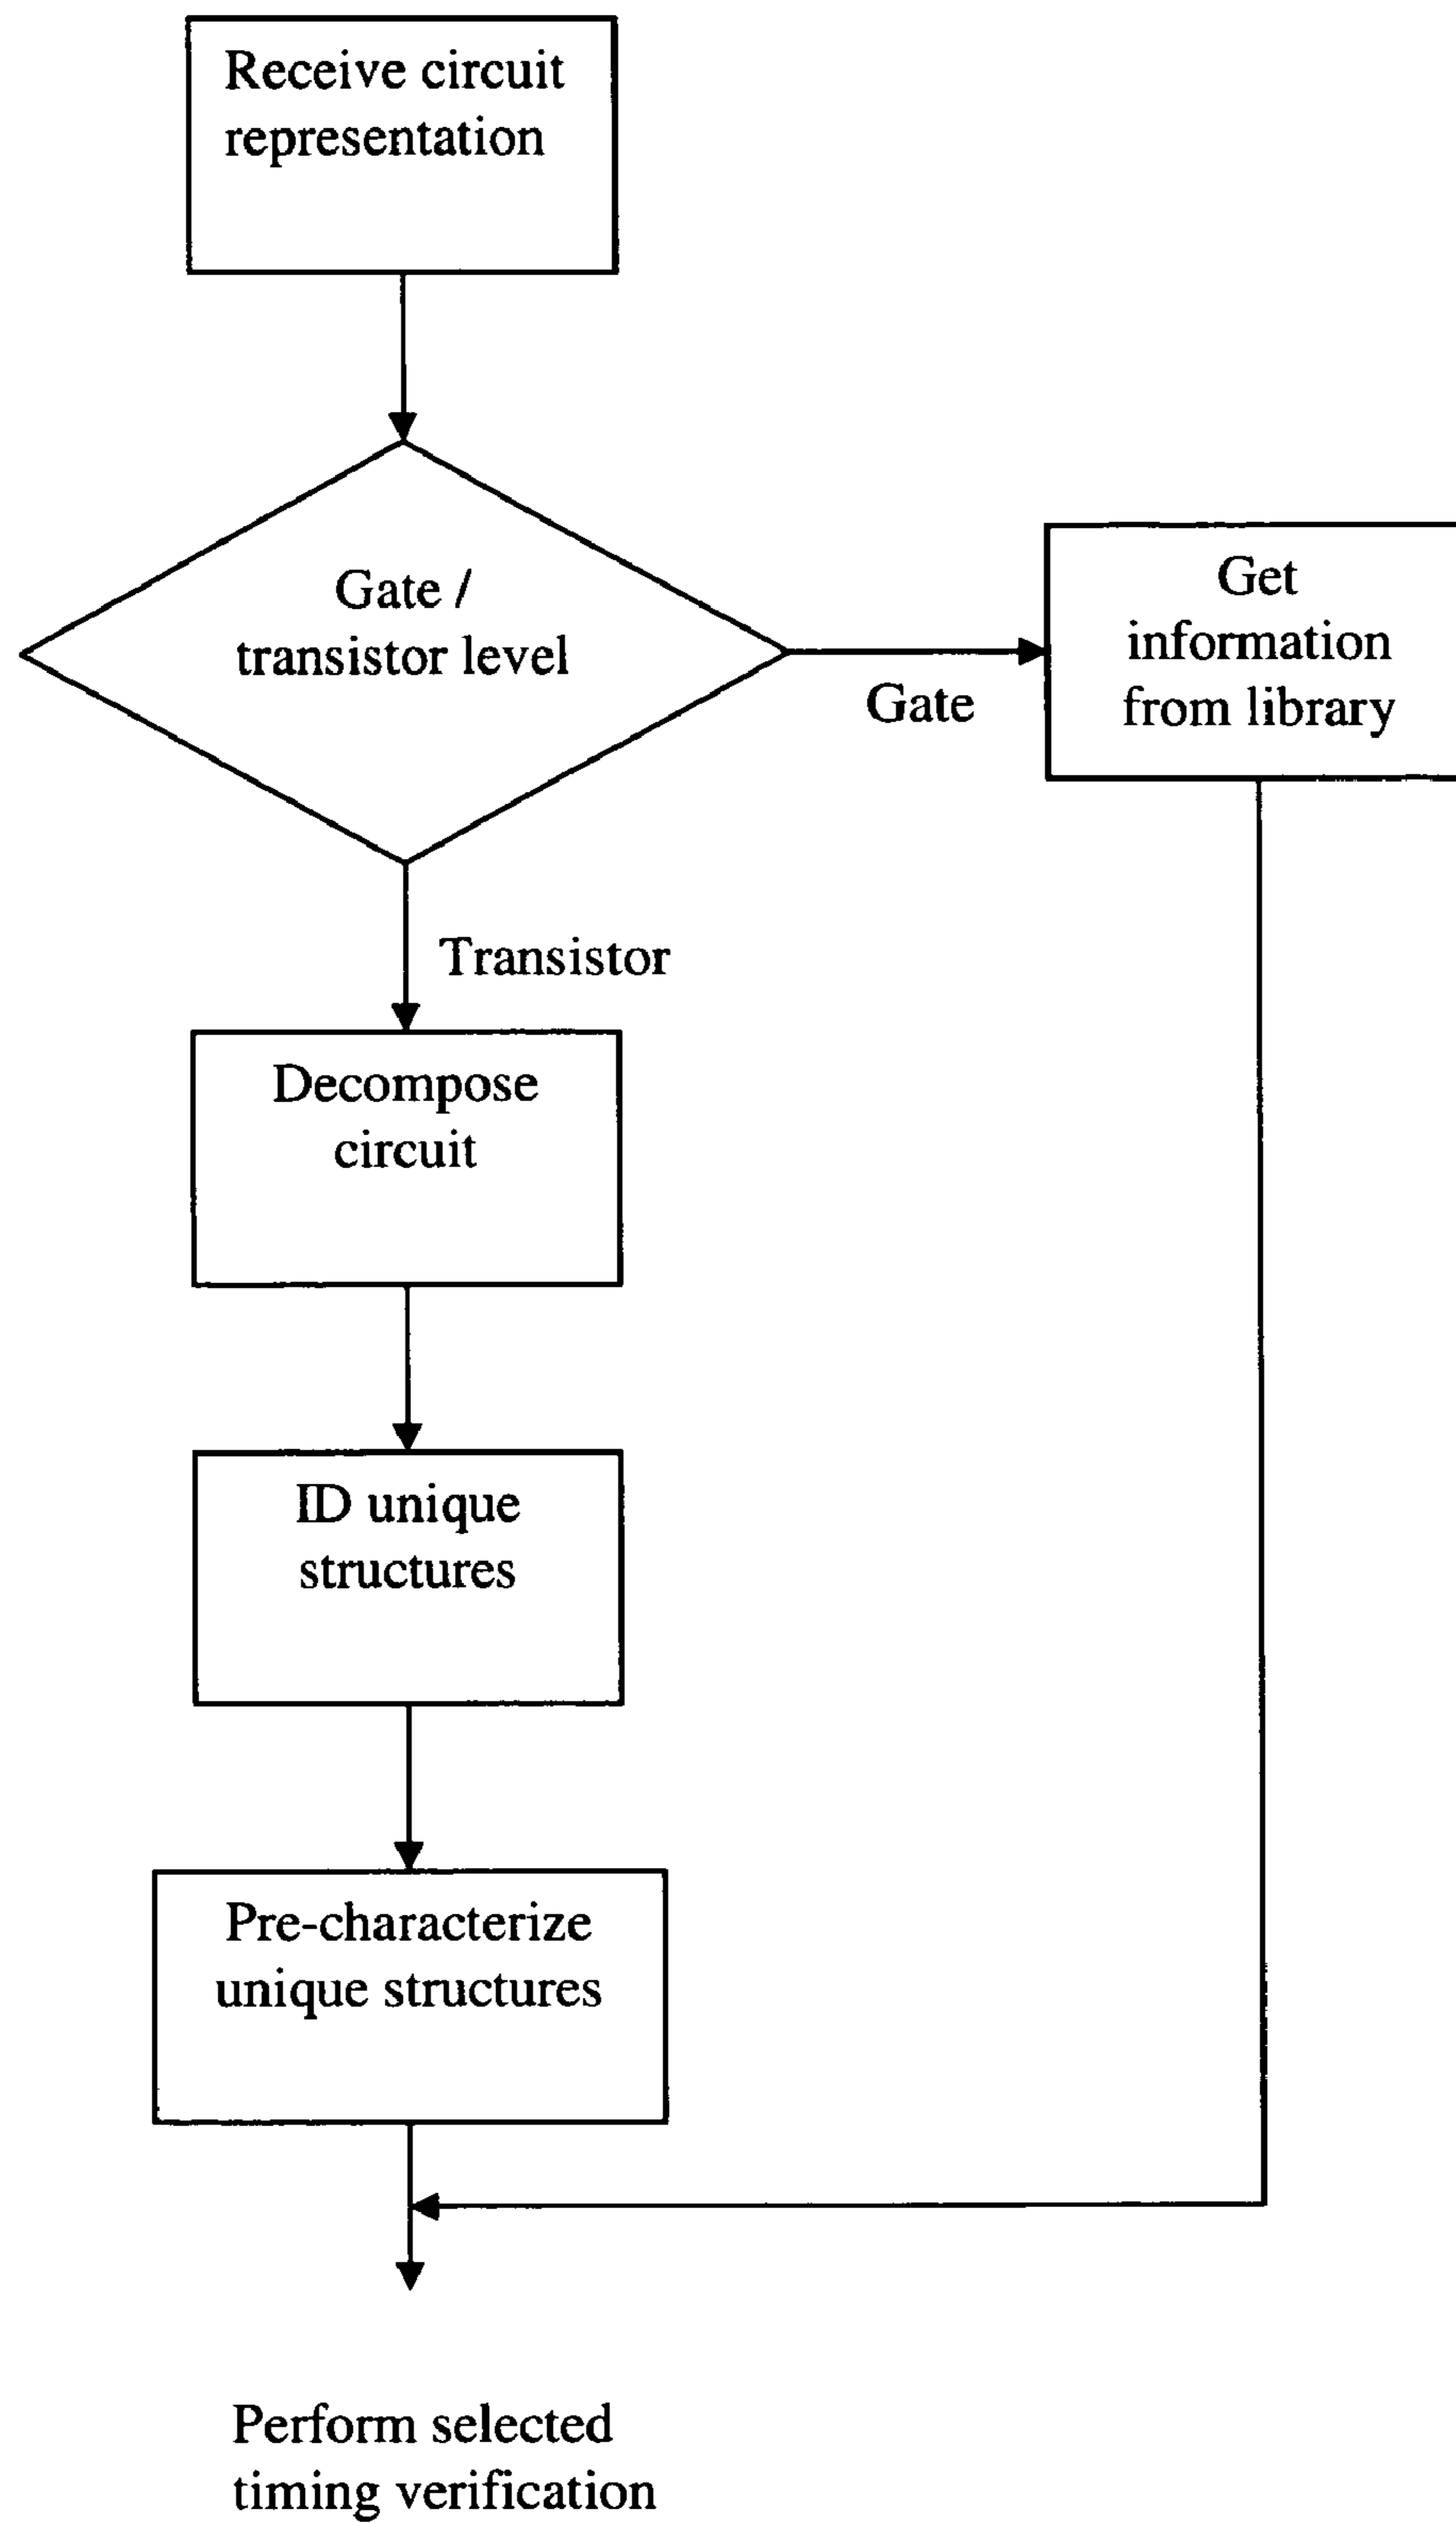 Receive circuit
representation
Gate /
transistor level
Gate
Get
information
from library
Transistor
Decompose
circuit
ID unique
structures
Pre-characterize
unique structures
Perform selected
timing verification